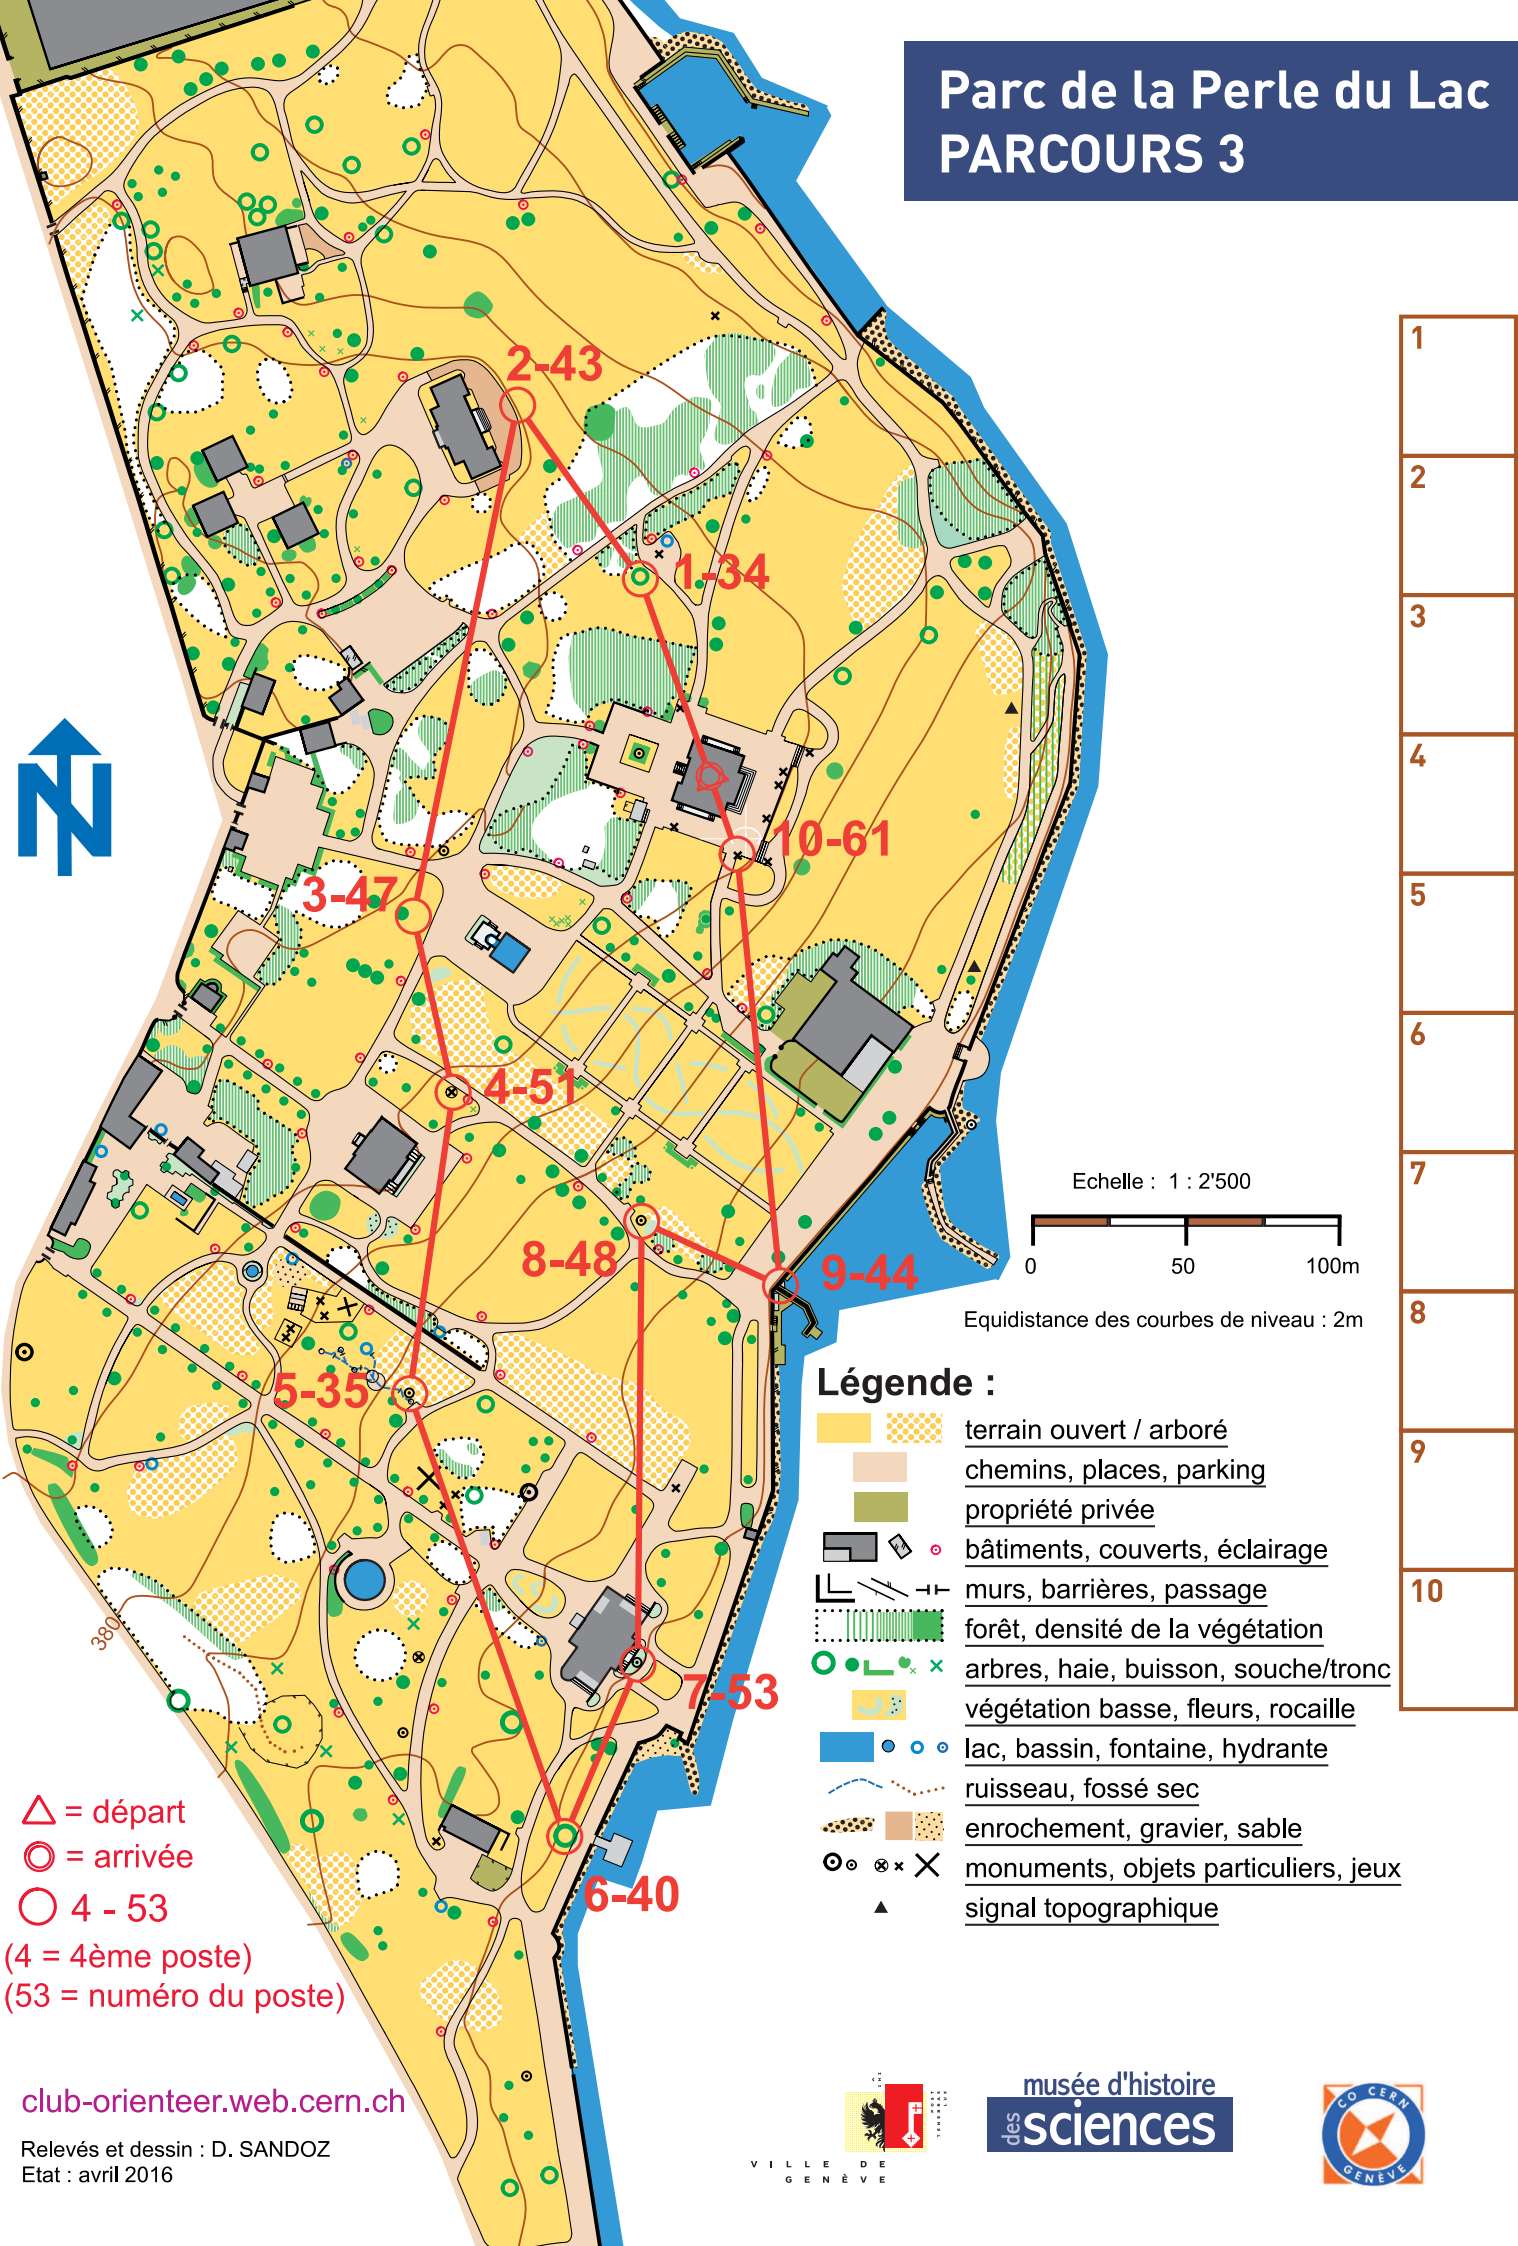 Parc de la Perle du Lac
PARCOURS 3
2-43
1-34
10-61
3-47
4-51
8-48
9-44
5-35
7-53
6-40
380
N
1
2
3
4
5
6
7
8
9
10
Echelle : 1 : 2'500
0 50 100m
Equidistance des courbes de niveau : 2m
Légende :
terrain ouvert / arboré
chemins, places, parking
propriété privée
bâtiments, couverts, éclairage
murs, barrières, passage
forêt, densité de la végétation
arbres, haie, buisson, souche/tronc
végétation basse, fleurs, rocaille
lac, bassin, fontaine, hydrante
ruisseau, fossé sec
enrochement, gravier, sable
monuments, objets particuliers, jeux
signal topographique
= départ
= arrivée
4 - 53
(4 = 4ème poste)
(53 = numéro du poste)
club-orienteer.web.cern.ch
Relevés et dessin : D. SANDOZ
Etat : avril 2016
POST
TENEBRAS
LUX
VILLE DE
GENÈVE
musée d'histoire
des sciences
CO CERN
GENÈVE